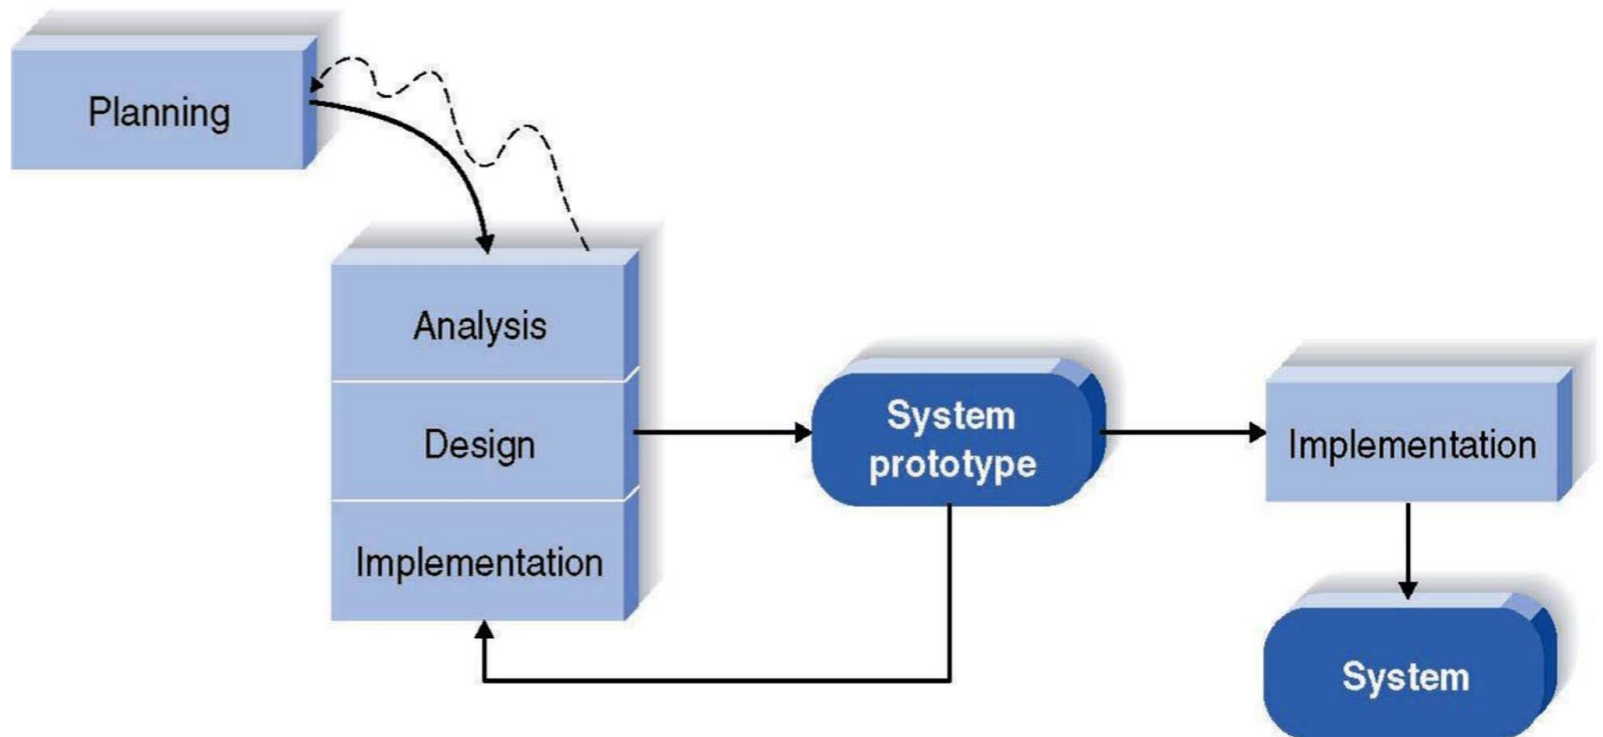 Planning
Analysis
Design
Implementation
System
prototype
Implementation
System